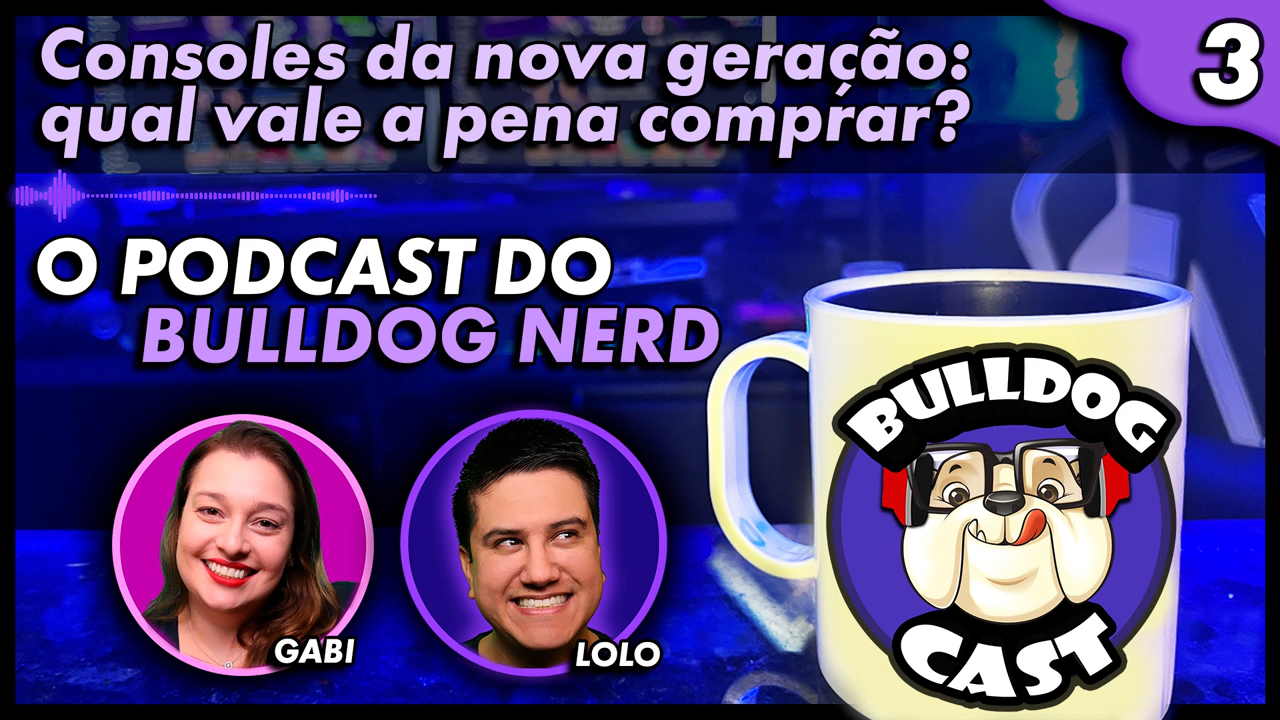 Consoles da nova geração:
qual vale a pena comprar?
3
O PODCAST DO
BULLDOG NERD
GABI
LOLO
BULLDOG
CAST